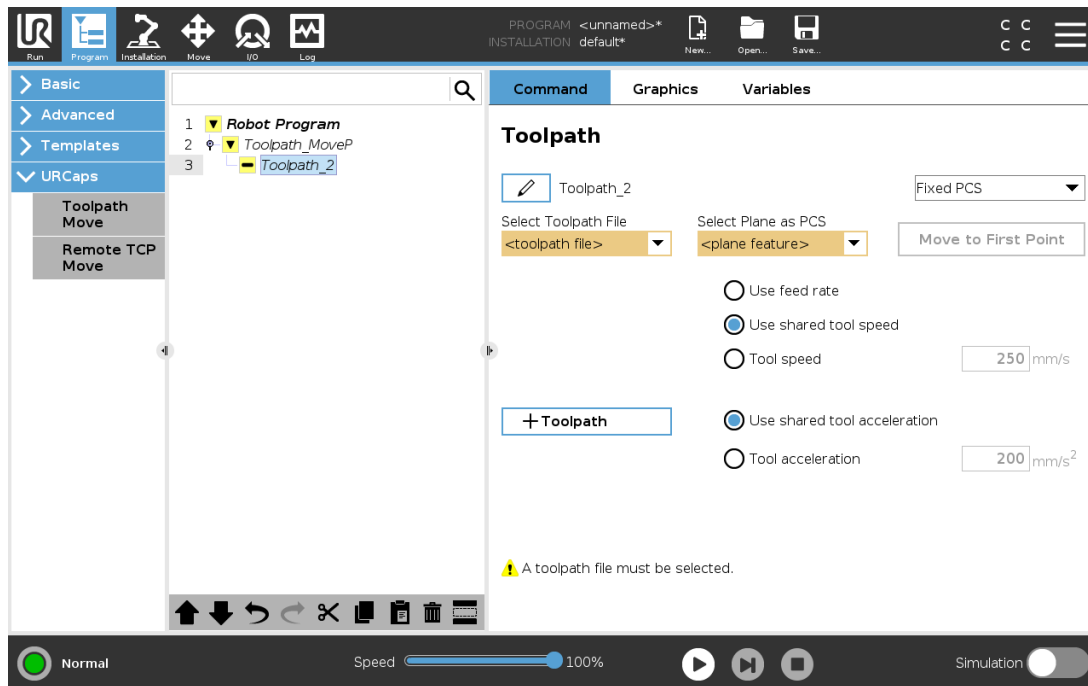 PROGRAM <unnamed>*
INSTALLATION default*
UR
Run
Program
Installation
Move
I/O
Log
New...
Open...
Save...
C C
C C
Basic
Advanced
Templates
URCaps
Toolpath
Move
Remote TCP
Move
1 Robot Program
2 Toolpath_MoveP
3 Toolpath_2
Command Graphics Variables
Toolpath
Toolpath_2
Fixed PCS
Select Toolpath File
<toolpath file>
Select Plane as PCS
<plane feature>
Move to First Point
Use feed rate
Use shared tool speed
Tool speed 250 mm/s
+Toolpath
Use shared tool acceleration
Tool acceleration 200 mm/s²
A toolpath file must be selected.
Normal
Speed 100%
Simulation